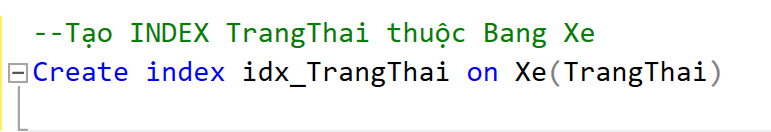 --Tạo INDEX TrangThai thuộc Bang Xe
Create index idx_TrangThai on Xe(TrangThai)